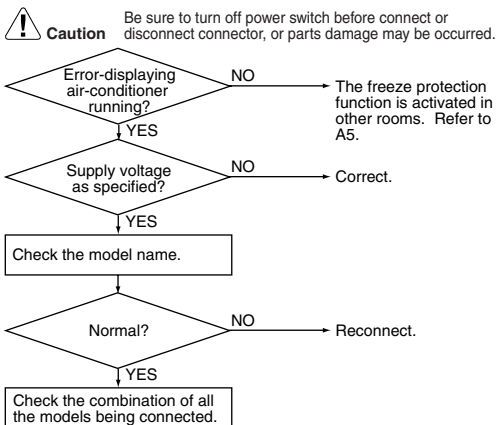 Caution
Be sure to turn off power switch before connect or
disconnect connector, or parts damage may be occurred.
Error-displaying
air-conditioner
running?
NO
The freeze protection
function is activated in
other rooms. Refer to
A5.
YES
Supply voltage
as specified?
NO
Correct.
YES
Check the model name.
Normal?
NO
Reconnect.
YES
Check the combination of all
the models being connected.